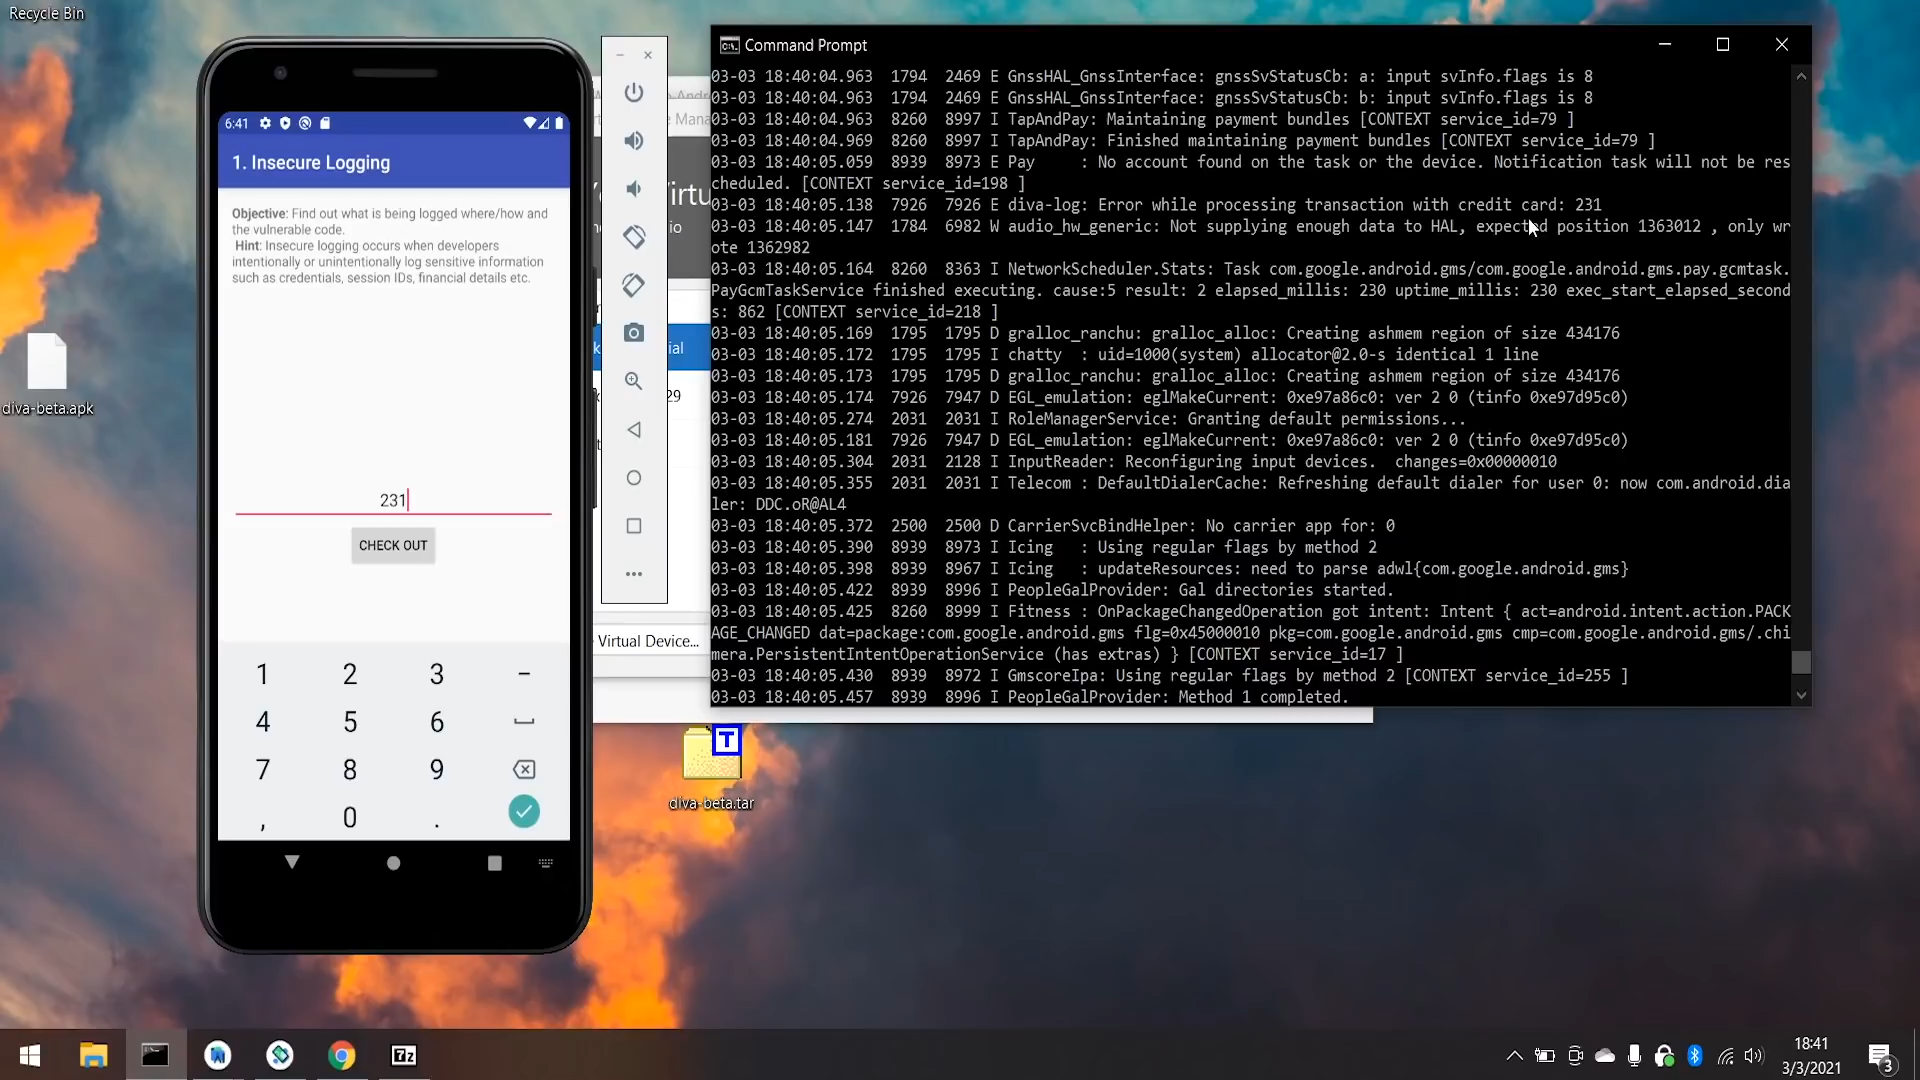 Recycle Bin
diva-beta.apk
6:41
1. Insecure Logging
Objective: Find out what is being logged where/how and
the vulnerable code.
Hint: Insecure logging occurs when developers
intentionally or unintentionally log sensitive information
such as credentials, session IDs, financial details etc.
231
CHECK OUT
1 2 3 -
4 5 6
7 8 9
, 0 .
Virtual Device...
29
Command Prompt
03-03 18:40:04.963  1794  2469 E GnssHAL_GnssInterface: gnssSvStatusCb: a: input svInfo.flags is 8
03-03 18:40:04.963  1794  2469 E GnssHAL_GnssInterface: gnssSvStatusCb: b: input svInfo.flags is 8
03-03 18:40:04.963  8260  8997 I TapAndPay: Maintaining payment bundles [CONTEXT service_id=79 ]
03-03 18:40:04.969  8260  8997 I TapAndPay: Finished maintaining payment bundles [CONTEXT service_id=79 ]
03-03 18:40:05.059  8939  8973 E Pay     : No account found on the task or the device. Notification task will not be res
cheduled. [CONTEXT service_id=198 ]
03-03 18:40:05.138  7926  7926 E diva-log: Error while processing transaction with credit card: 231
03-03 18:40:05.147  1784  6982 W audio_hw_generic: Not supplying enough data to HAL, expected position 1363012 , only wr
ote 1362982
03-03 18:40:05.164  8260  8363 I NetworkScheduler.Stats: Task com.google.android.gms/com.google.android.gms.pay.gcmtask.
PayGcmTaskService finished executing. cause:5 result: 2 elapsed_millis: 230 uptime_millis: 230 exec_start_elapsed_second
s: 862 [CONTEXT service_id=218 ]
03-03 18:40:05.169  1795  1795 D gralloc_ranchu: gralloc_alloc: Creating ashmem region of size 434176
03-03 18:40:05.172  1795  1795 I chatty  : uid=1000(system) allocator@2.0-s identical 1 line
03-03 18:40:05.173  1795  1795 D gralloc_ranchu: gralloc_alloc: Creating ashmem region of size 434176
03-03 18:40:05.174  7926  7947 D EGL_emulation: eglMakeCurrent: 0xe97a86c0: ver 2 0 (tinfo 0xe97d95c0)
03-03 18:40:05.274  2031  2031 I RoleManagerService: Granting default permissions...
03-03 18:40:05.181  7926  7947 D EGL_emulation: eglMakeCurrent: 0xe97a86c0: ver 2 0 (tinfo 0xe97d95c0)
03-03 18:40:05.304  2031  2128 I InputReader: Reconfiguring input devices.  changes=0x00000010
03-03 18:40:05.355  2031  2031 I Telecom : DefaultDialerCache: Refreshing default dialer for user 0: now com.android.dia
ler: DDC.oR@AL4
03-03 18:40:05.372  2500  2500 D CarrierSvcBindHelper: No carrier app for: 0
03-03 18:40:05.390  8939  8973 I Icing   : Using regular flags by method 2
03-03 18:40:05.398  8939  8967 I Icing   : updateResources: need to parse adwl{com.google.android.gms}
03-03 18:40:05.422  8939  8996 I PeopleGalProvider: Gal directories started.
03-03 18:40:05.425  8260  8999 I Fitness : OnPackageChangedOperation got intent: Intent { act=android.intent.action.PACK
AGE_CHANGED dat=package:com.google.android.gms flg=0x45000010 pkg=com.google.android.gms cmp=com.google.android.gms/.chi
mera.PersistentIntentOperationService (has extras) } [CONTEXT service_id=17 ]
03-03 18:40:05.430  8939  8972 I GmscoreIpa: Using regular flags by method 2 [CONTEXT service_id=255 ]
03-03 18:40:05.457  8939  8996 I PeopleGalProvider: Method 1 completed.
T
diva-beta.tar
7z
18:41
3/3/2021
3